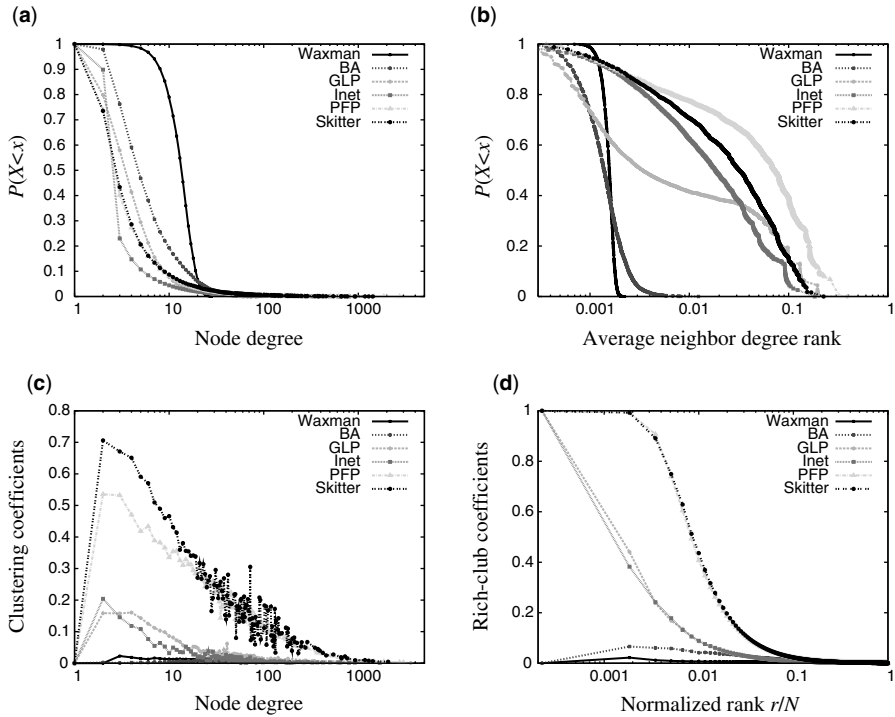 (a)
1
0.9
0.8
0.7
0.6
0.5
0.4
0.3
0.2
0.1
0
P(X<x)
1 10 100 1000
Node degree
Waxman
BA
GLP
Inet
PFP
Skitter
(b)
1
0.8
0.6
0.4
0.2
0
P(X<x)
0.001 0.01 0.1 1
Average neighbor degree rank
Waxman
BA
GLP
Inet
PFP
Skitter
(c)
0.8
0.7
0.6
0.5
0.4
0.3
0.2
0.1
0
Clustering coefficients
1 10 100 1000
Node degree
Waxman
BA
GLP
Inet
PFP
Skitter
(d)
1
0.8
0.6
0.4
0.2
0
Rich-club coefficients
0.001 0.01 0.1 1
Normalized rank r/N
Waxman
BA
GLP
Inet
PFP
Skitter